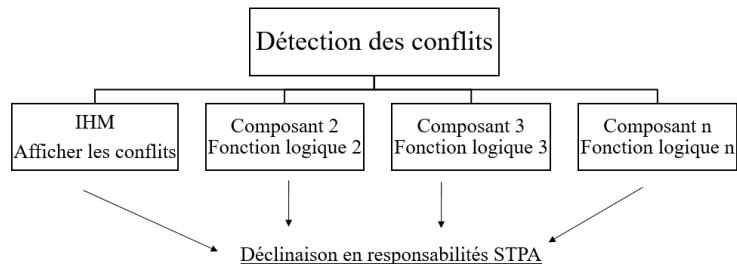 Détection des conflits
IHM
Afficher les conflits
Composant 2
Fonction logique 2
Composant 3
Fonction logique 3
Composant n
Fonction logique n
Déclinaison en responsabilités STPA